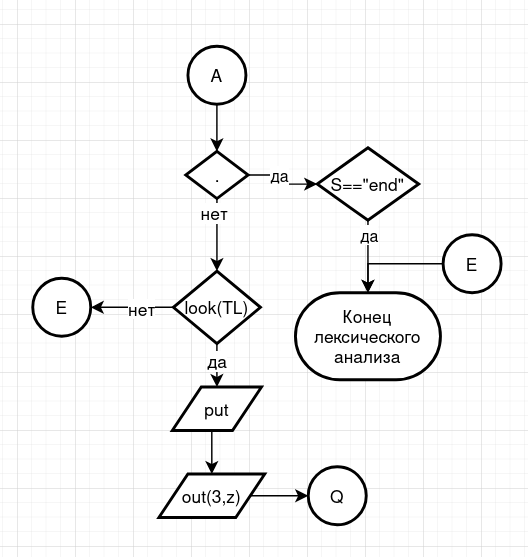 A
.
да
S=="end"
нет
да
E
E
нет
look(TL)
Конец
лексического
анализа
да
put
out(3,z)
Q